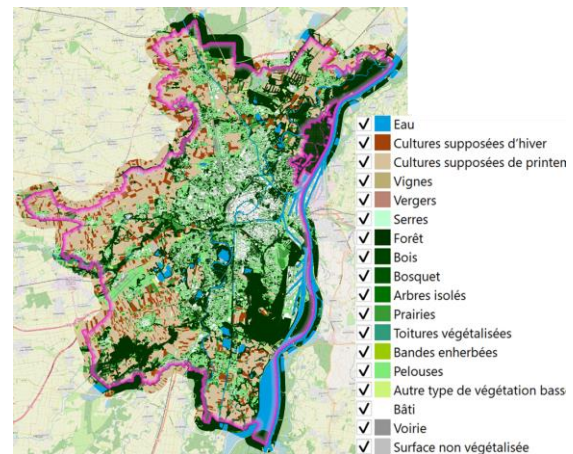 Eau
Cultures supposées d'hiver
Cultures supposées de printen
Vignes
Vergers
Serres
Forêt
Bois
Bosquet
Arbres isolés
Prairies
Toitures végétalisées
Bandes enherbées
Pelouses
Autre type de végétation bass
Bâti
Voirie
Surface non végétalisée